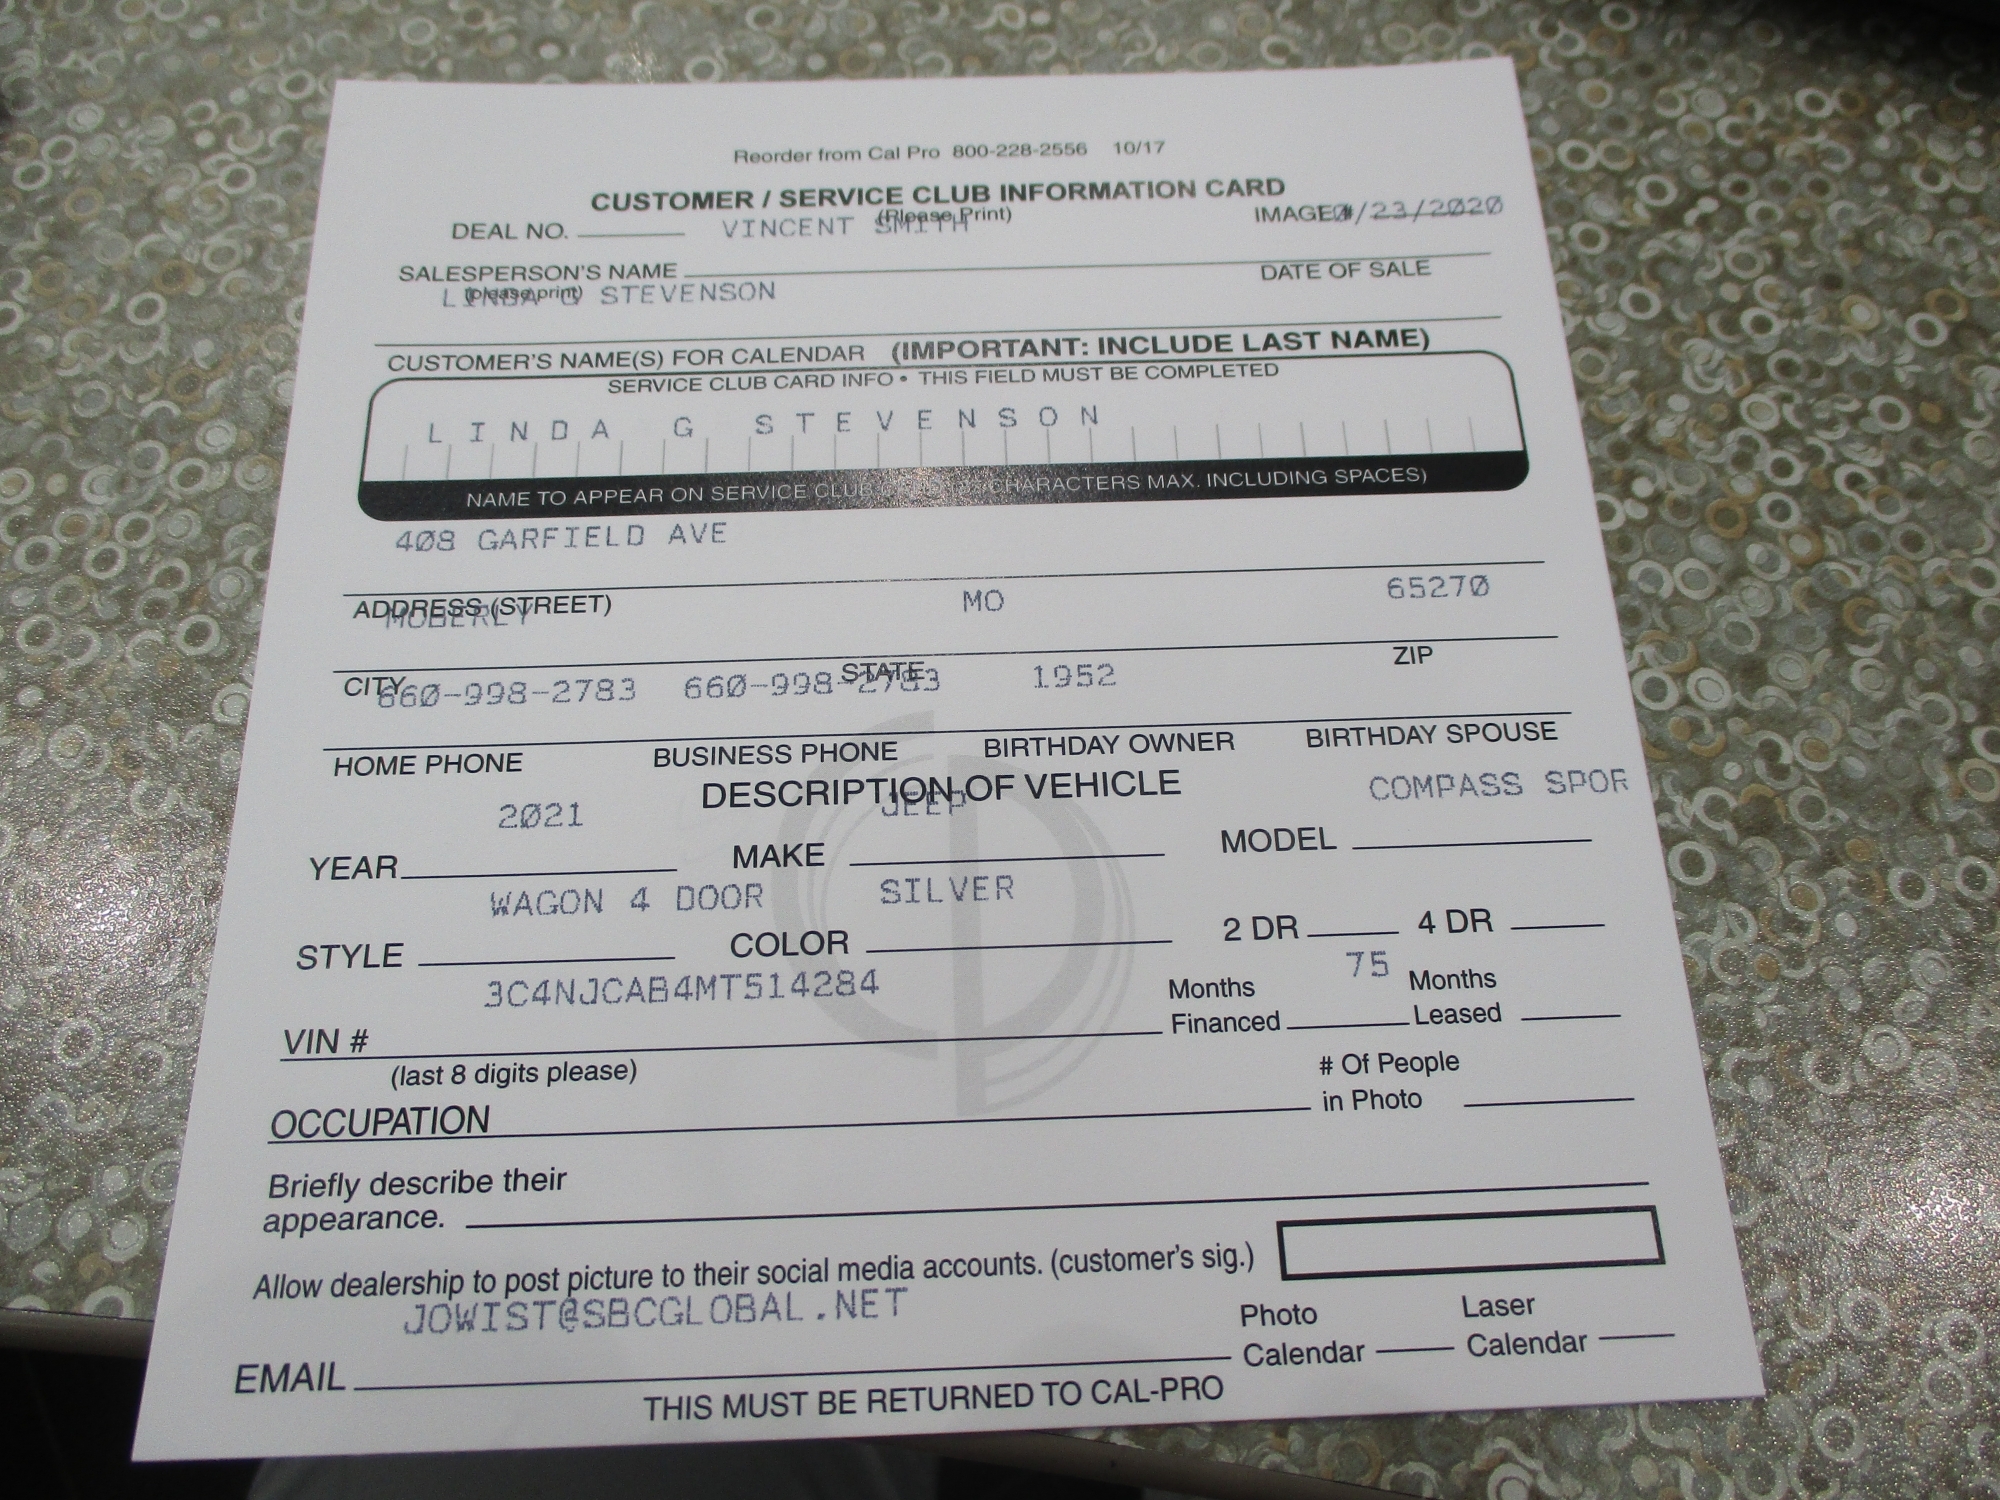 Reorder from Cal Pro 800-228-2556 10/17
CUSTOMER / SERVICE CLUB INFORMATION CARD
(Please Print)
DEAL NO. VINCENT SMITH IMAGE # /23/2020
SALESPERSON'S NAME DATE OF SALE
(please print)
LINDA G STEVENSON
CUSTOMER'S NAME(S) FOR CALENDAR (IMPORTANT: INCLUDE LAST NAME)
SERVICE CLUB CARD INFO • THIS FIELD MUST BE COMPLETED
LINDA G STEVENSON
NAME TO APPEAR ON SERVICE CLUB CHARACTERS MAX. INCLUDING SPACES)
408 GARFIELD AVE
ADDRESS (STREET)
MOBERLY MO 65270
CITY STATE ZIP
660-998-2783 660-998-2783 1952
HOME PHONE BUSINESS PHONE BIRTHDAY OWNER BIRTHDAY SPOUSE
DESCRIPTION OF VEHICLE
2021 JEEP COMPASS SPOR
YEAR MAKE MODEL
WAGON 4 DOOR SILVER
STYLE COLOR 2 DR 4 DR
3C4NJCAB4MT514284 75
VIN # Months Financed Months Leased
(last 8 digits please)
OCCUPATION # Of People in Photo
Briefly describe their
appearance.
Allow dealership to post picture to their social media accounts. (customer's sig.)
JOWIST@SBCGLOBAL.NET
EMAIL Photo Calendar Laser Calendar
THIS MUST BE RETURNED TO CAL-PRO